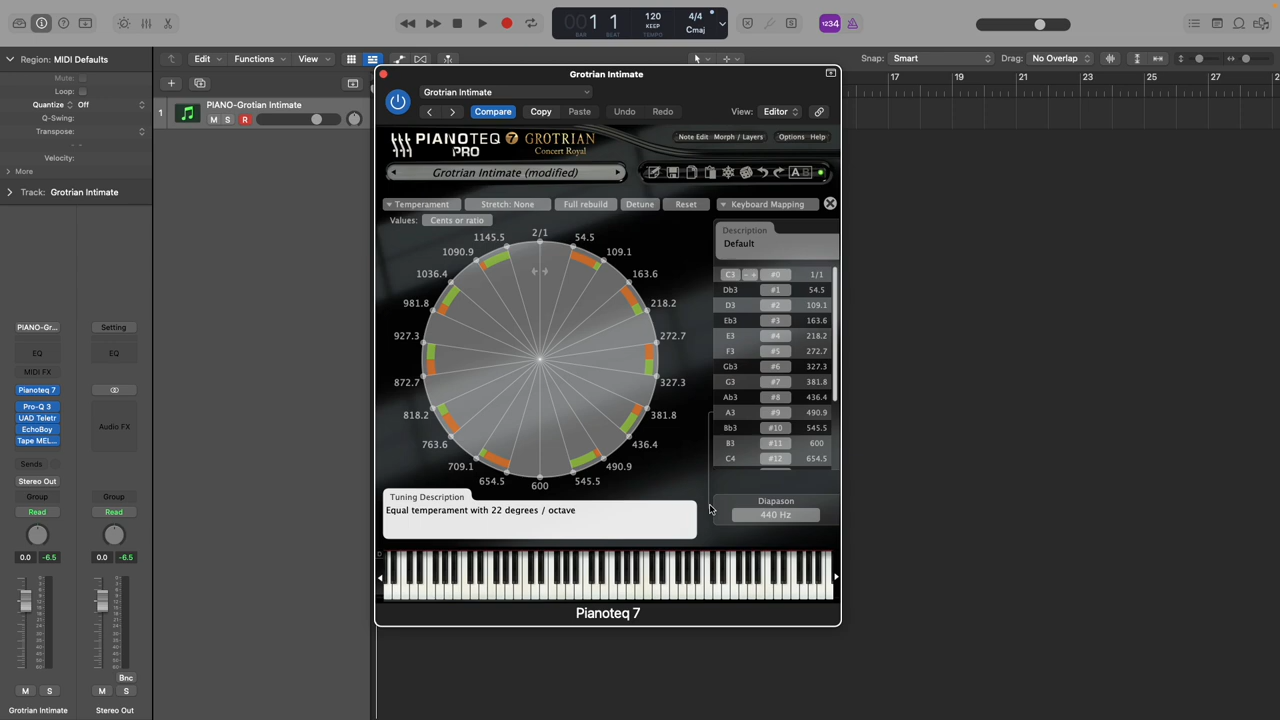 1 1
BAR BEAT
120
KEEP
TEMPO
4/4
Cmaj
1234
Region: MIDI Defaults
Mute:
Loop:
Quantize Off
Q-Swing:
Transpose:
Velocity:
More
Track: Grotrian Intimate
Edit Functions View
Snap: Smart Drag: No Overlap
17 19 21 23 25 27
1 PIANO-Grotian Intimate
M S R
Grotrian Intimate
Grotrian Intimate
Compare Copy Paste Undo Redo View: Editor
PIANOTEQ 7 GROTRIAN
PRO Concert Royal
Note Edit Morph / Layers Options Help
Grotrian Intimate (modified)
A B
Temperament Stretch: None Full rebuild Detune Reset Keyboard Mapping
Values: Cents or ratio
2/1
54.5
109.1
163.6
218.2
272.7
327.3
381.8
436.4
490.9
545.5
600
654.5
709.1
763.6
818.2
872.7
927.3
981.8
1036.4
1090.9
1145.5
Description
Default
C3 #0 1/1
Db3 #1 54.5
D3 #2 109.1
Eb3 #3 163.6
E3 #4 218.2
F3 #5 272.7
Gb3 #6 327.3
G3 #7 381.8
Ab3 #8 436.4
A3 #9 490.9
Bb3 #10 545.5
B3 #11 600
C4 #12 654.5
Diapason
440 Hz
Tuning Description
Equal temperament with 22 degrees / octave
Pianoteq 7
PIANO-Gr... Setting
EQ EQ
MIDI FX
Pianoteq 7
Pro-Q 3
UAD Teletr
EchoBoy
Tape MEL...
Audio FX
Sends
Stereo Out
Group Group
Read Read
0.0 -6.5 0.0 -6.5
Bnc
M S M S
Grotrian Intimate Stereo Out